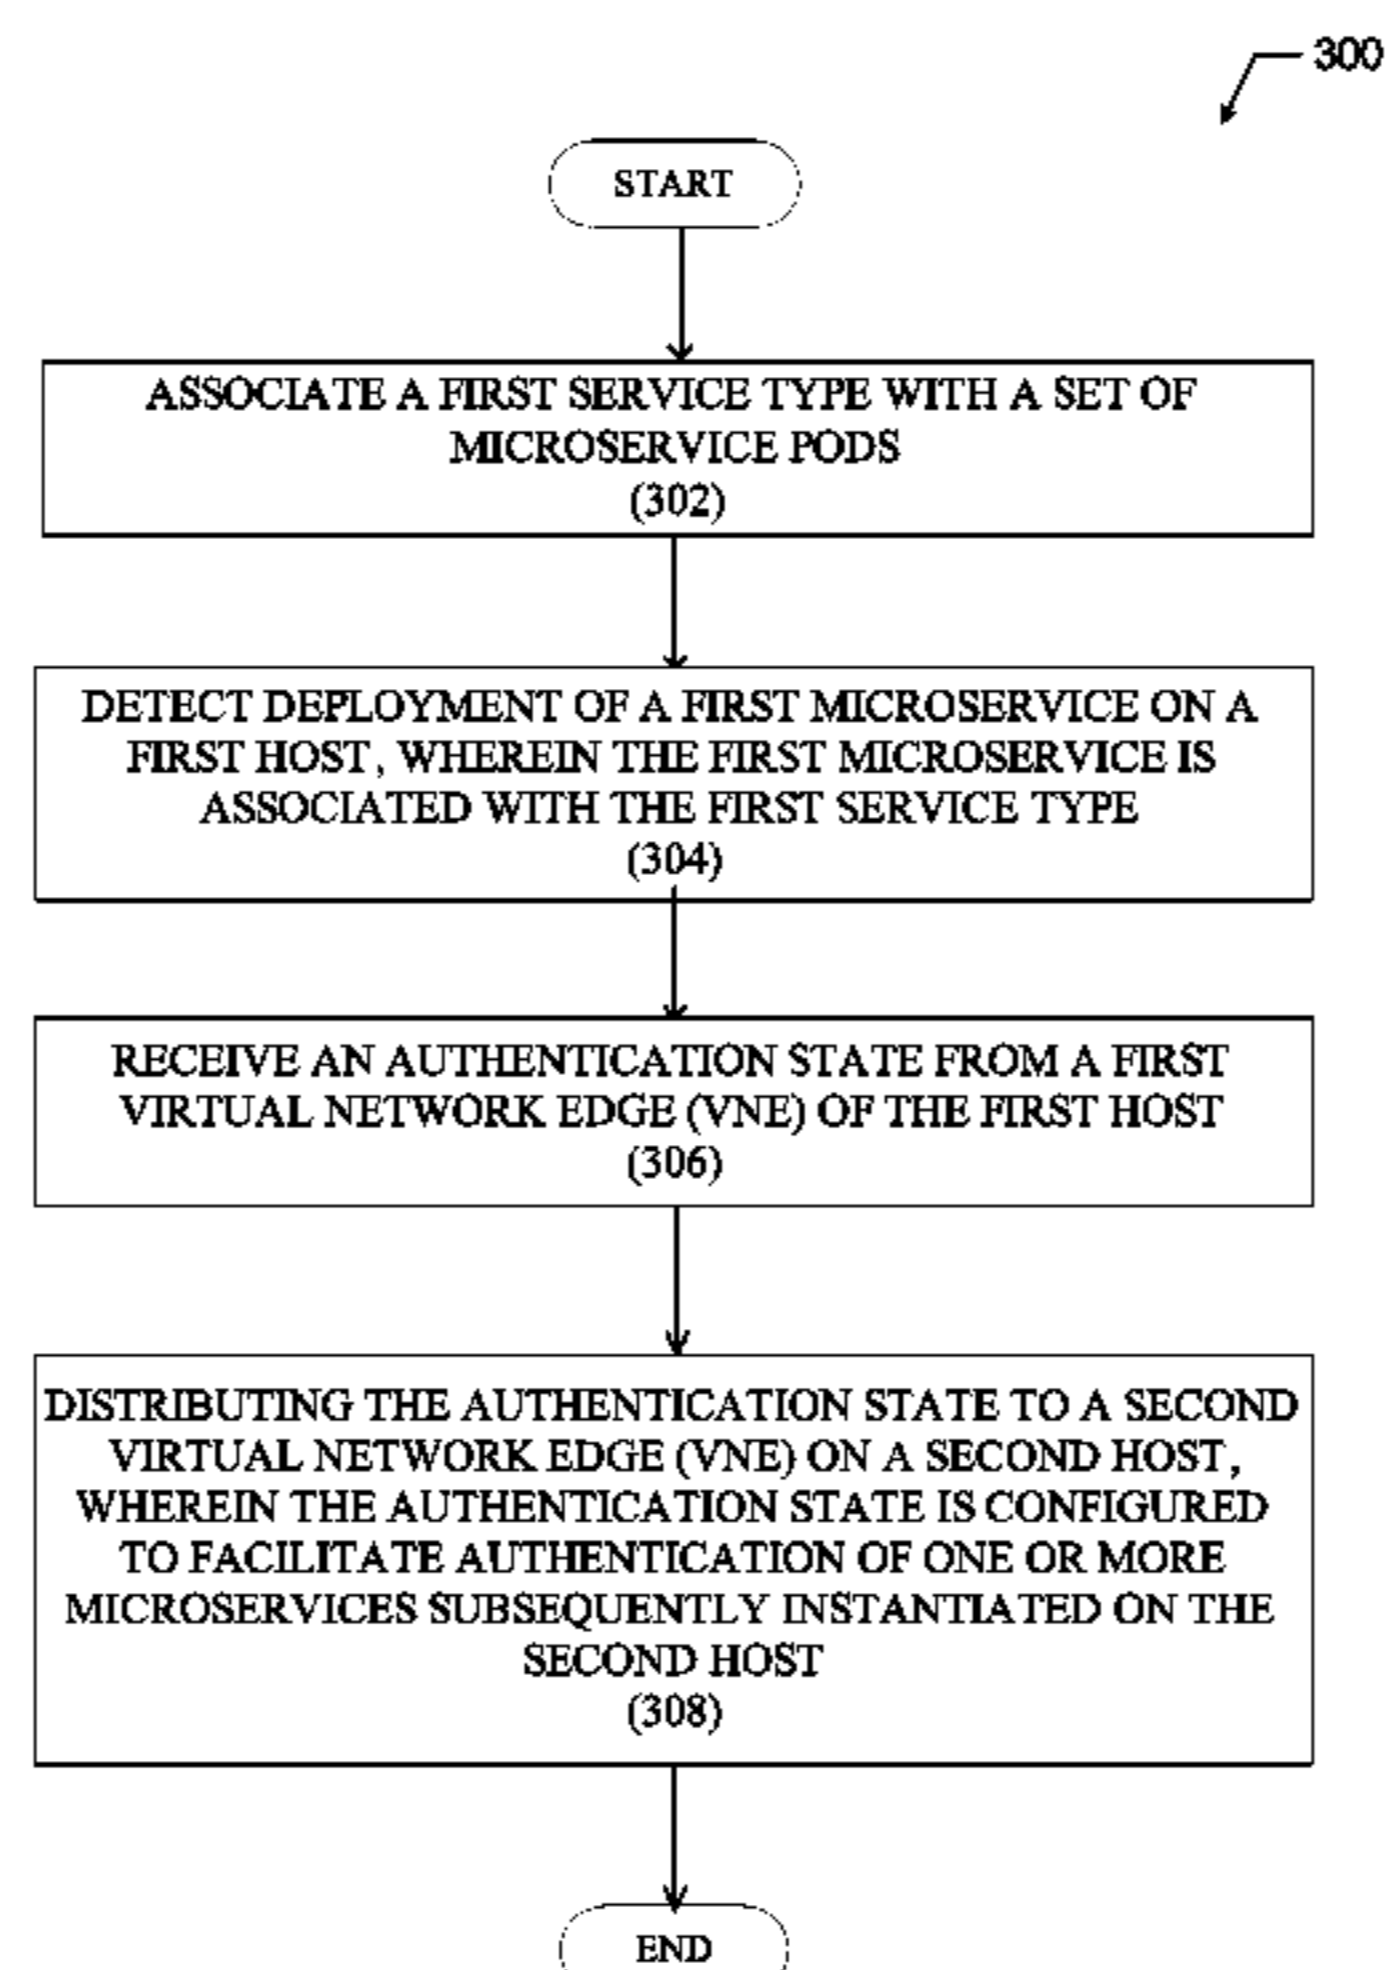 300
START
ASSOCIATE A FIRST SERVICE TYPE WITH A SET OF
MICROSERVICE PODS
(302)
DETECT DEPLOYMENT OF A FIRST MICROSERVICE ON A
FIRST HOST, WHEREIN THE FIRST MICROSERVICE IS
ASSOCIATED WITH THE FIRST SERVICE TYPE
(304)
RECEIVE AN AUTHENTICATION STATE FROM A FIRST
VIRTUAL NETWORK EDGE (VNE) OF THE FIRST HOST
(306)
DISTRIBUTING THE AUTHENTICATION STATE TO A SECOND
VIRTUAL NETWORK EDGE (VNE) ON A SECOND HOST,
WHEREIN THE AUTHENTICATION STATE IS CONFIGURED
TO FACILITATE AUTHENTICATION OF ONE OR MORE
MICROSERVICES SUBSEQUENTLY INSTANTIATED ON THE
SECOND HOST
(308)
END